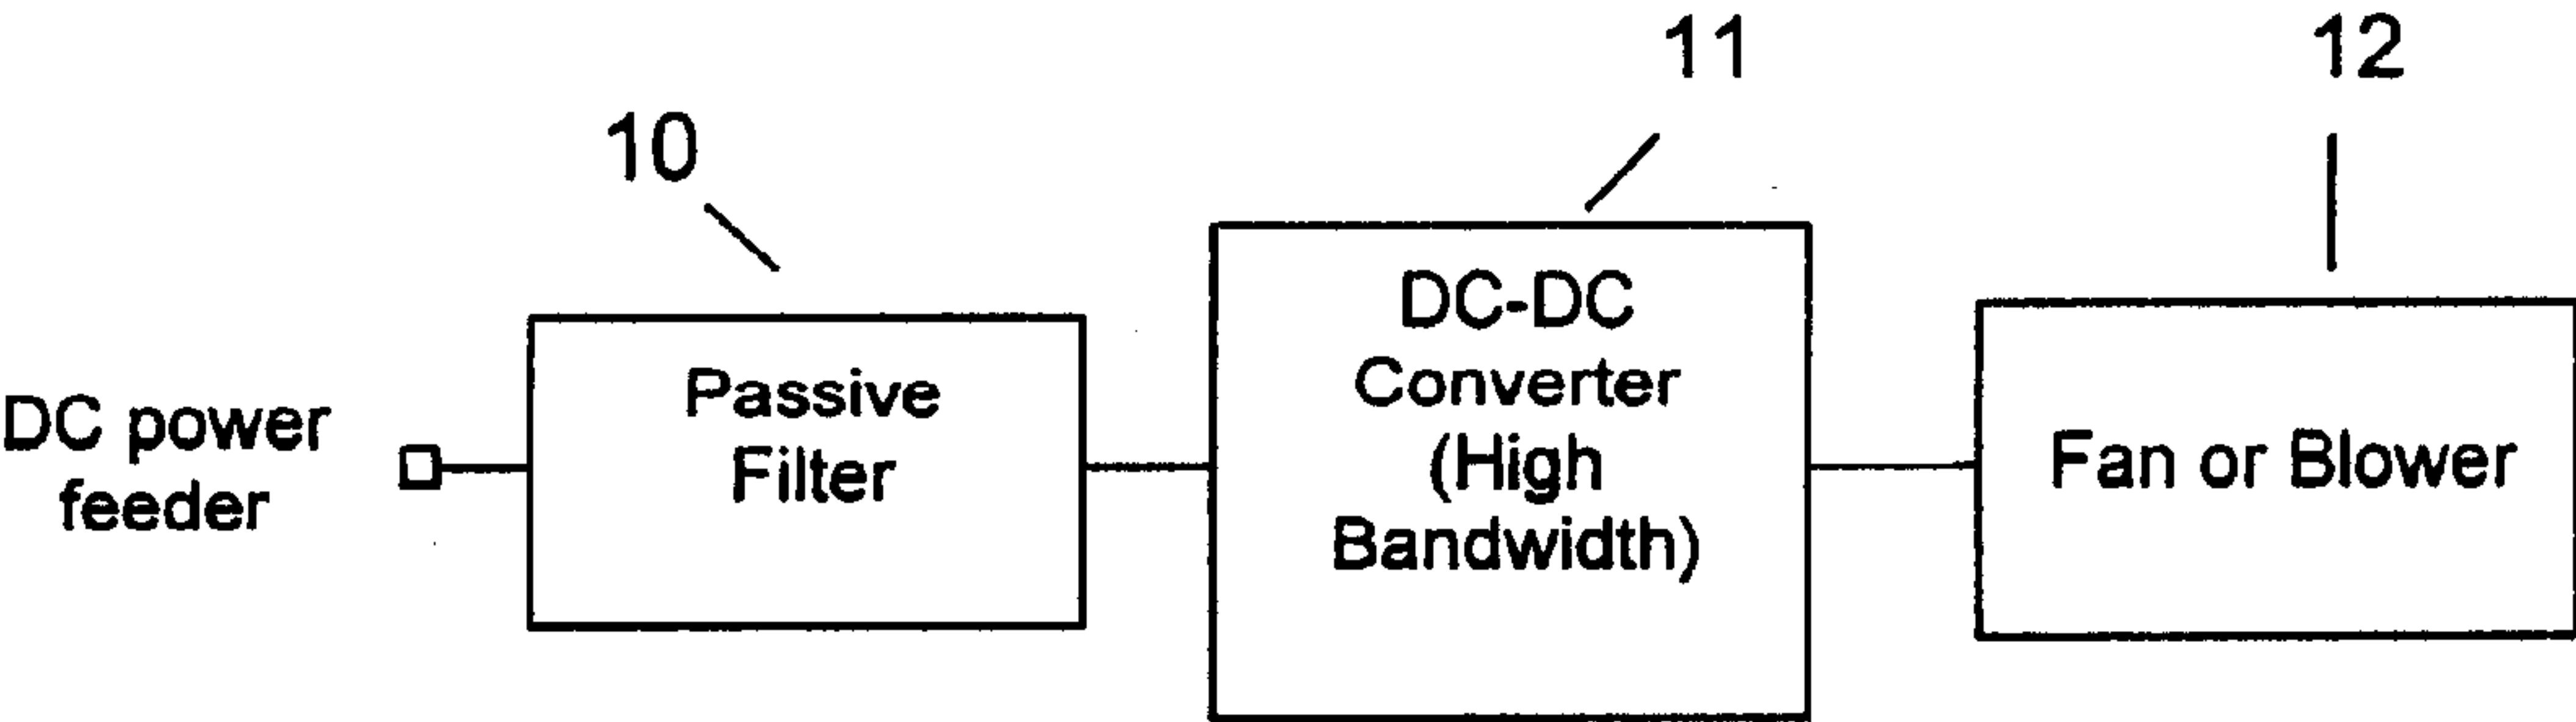 10
11
12
DC power
feeder
Passive
Filter
DC-DC
Converter
(High
Bandwidth)
Fan or Blower